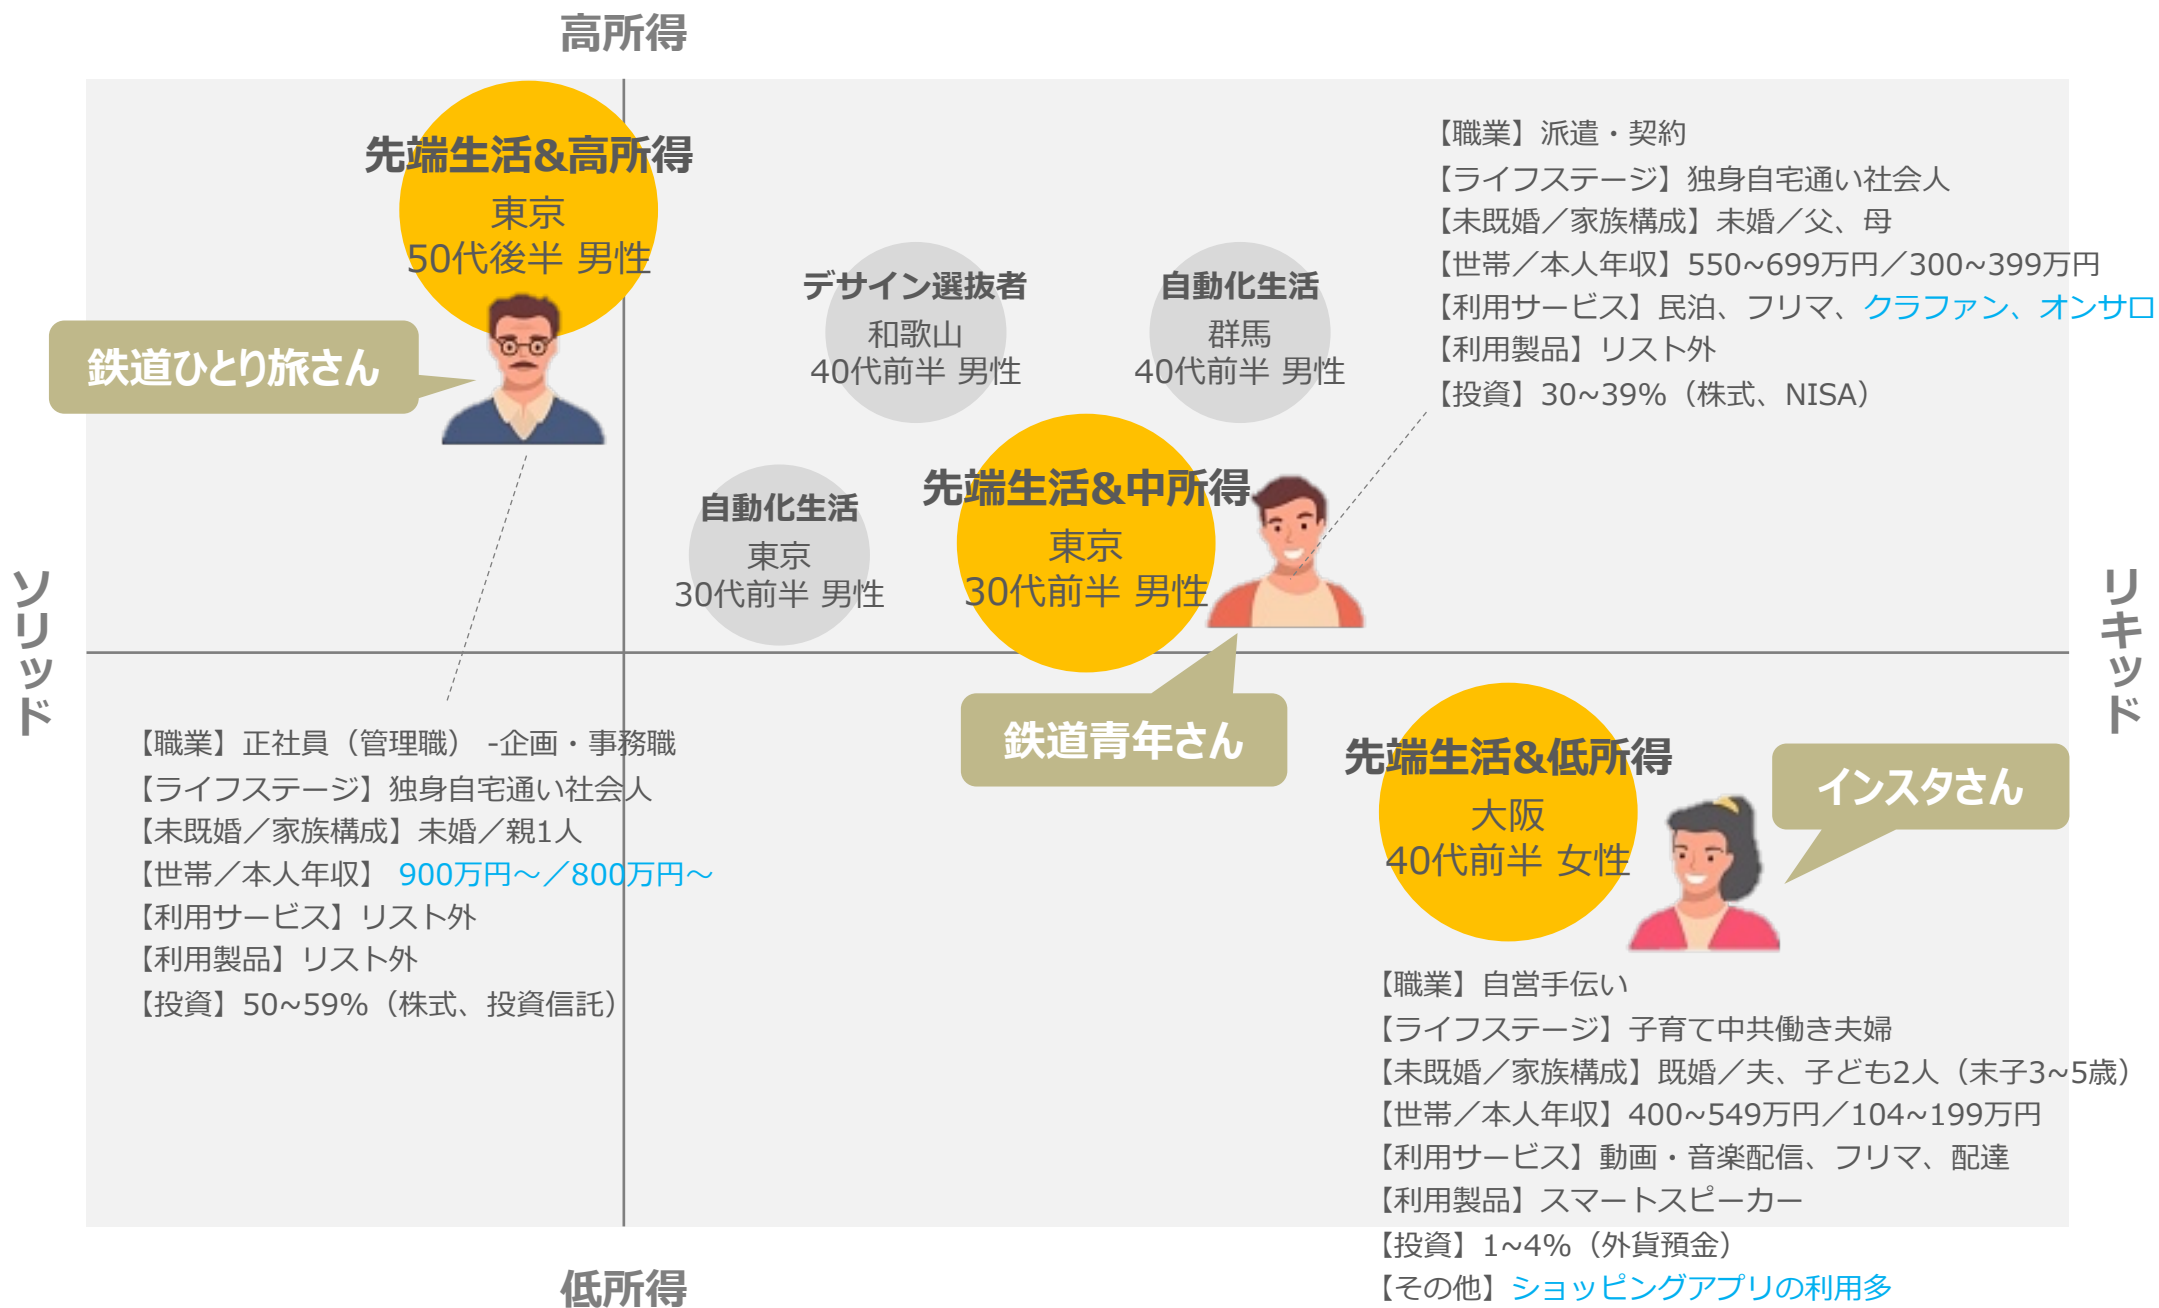 高所得
先端生活&高所得
東京
50代後半 男性
鉄道ひとり旅さん
デザイン選抜者
和歌山
40代前半 男性
自動化生活
群馬
40代前半 男性
【職業】派遣・契約
【ライフステージ】独身自宅通い社会人
【未既婚／家族構成】未婚／父、母
【世帯／本人年収】550~699万円／300~399万円
【利用サービス】民泊、フリマ、クラファン、オンサロ
【利用製品】リスト外
【投資】30~39%（株式、NISA）
自動化生活
東京
30代前半 男性
先端生活&中所得
東京
30代前半 男性
鉄道青年さん
ソリッド
リキッド
【職業】正社員（管理職） -企画・事務職
【ライフステージ】独身自宅通い社会人
【未既婚／家族構成】未婚／親1人
【世帯／本人年収】 900万円～／800万円～
【利用サービス】リスト外
【利用製品】リスト外
【投資】50~59%（株式、投資信託）
先端生活&低所得
大阪
40代前半 女性
インスタさん
【職業】自営手伝い
【ライフステージ】子育て中共働き夫婦
【未既婚／家族構成】既婚／夫、子ども2人（末子3~5歳）
【世帯／本人年収】400~549万円／104~199万円
【利用サービス】動画・音楽配信、フリマ、配達
【利用製品】スマートスピーカー
【投資】1~4%（外貨預金）
【その他】ショッピングアプリの利用多
低所得